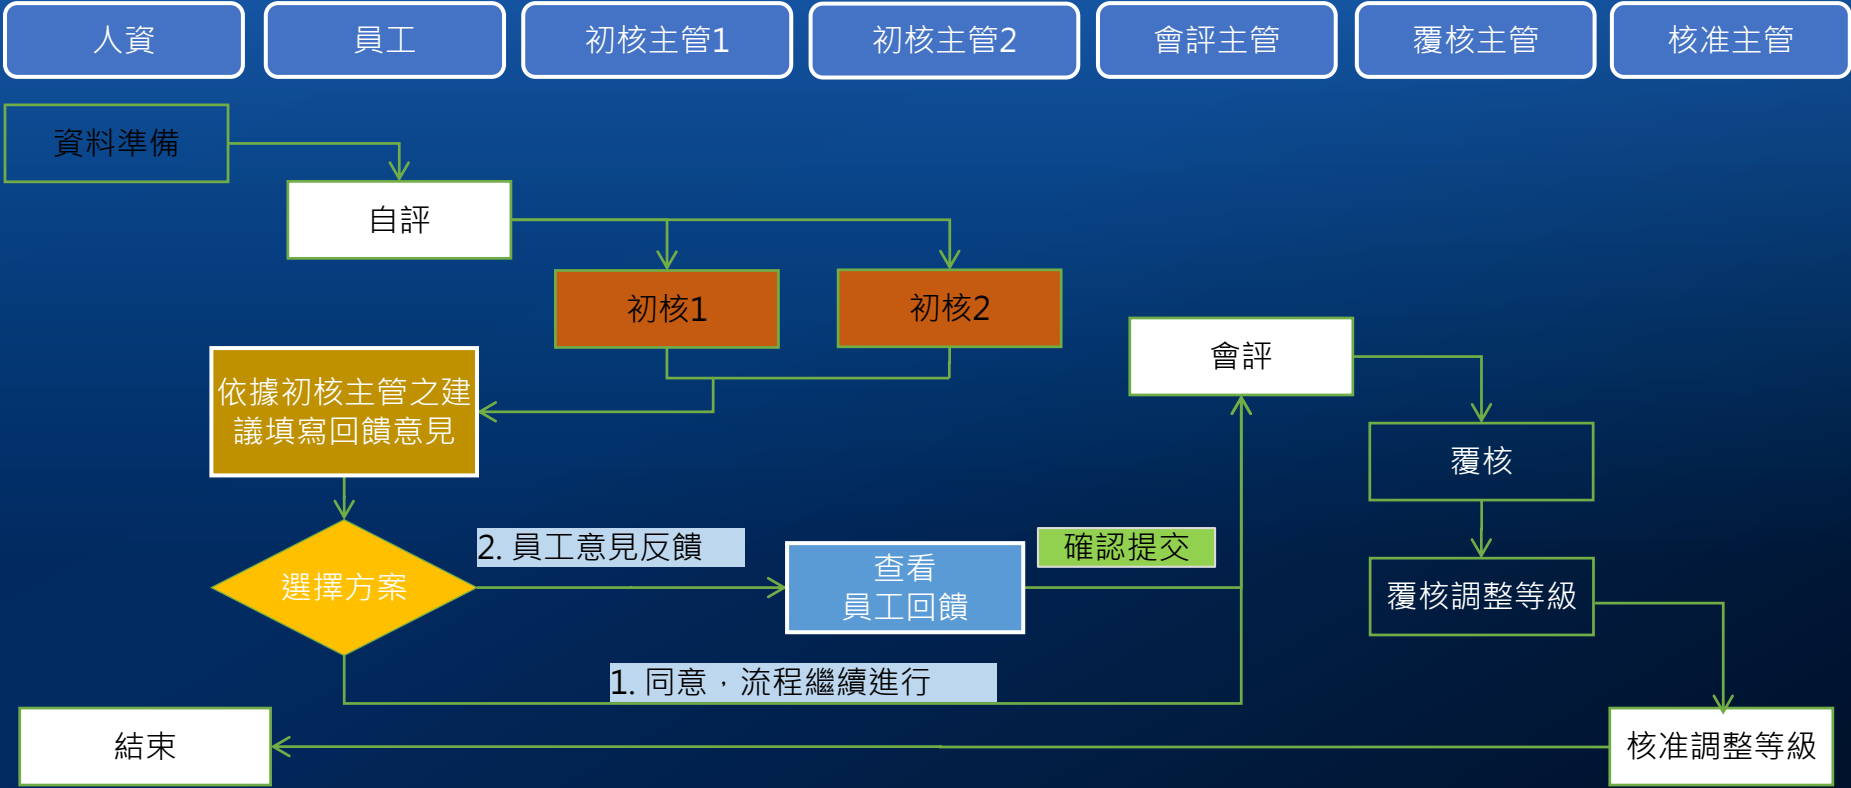 人資
員工
初核主管1
初核主管2
會評主管
覆核主管
核准主管
資料準備
自評
初核1
初核2
會評
依據初核主管之建
議填寫回饋意見
覆核
2. 員工意見反饋
確認提交
選擇方案
查看
員工回饋
覆核調整等級
1. 同意，流程繼續進行
結束
核准調整等級